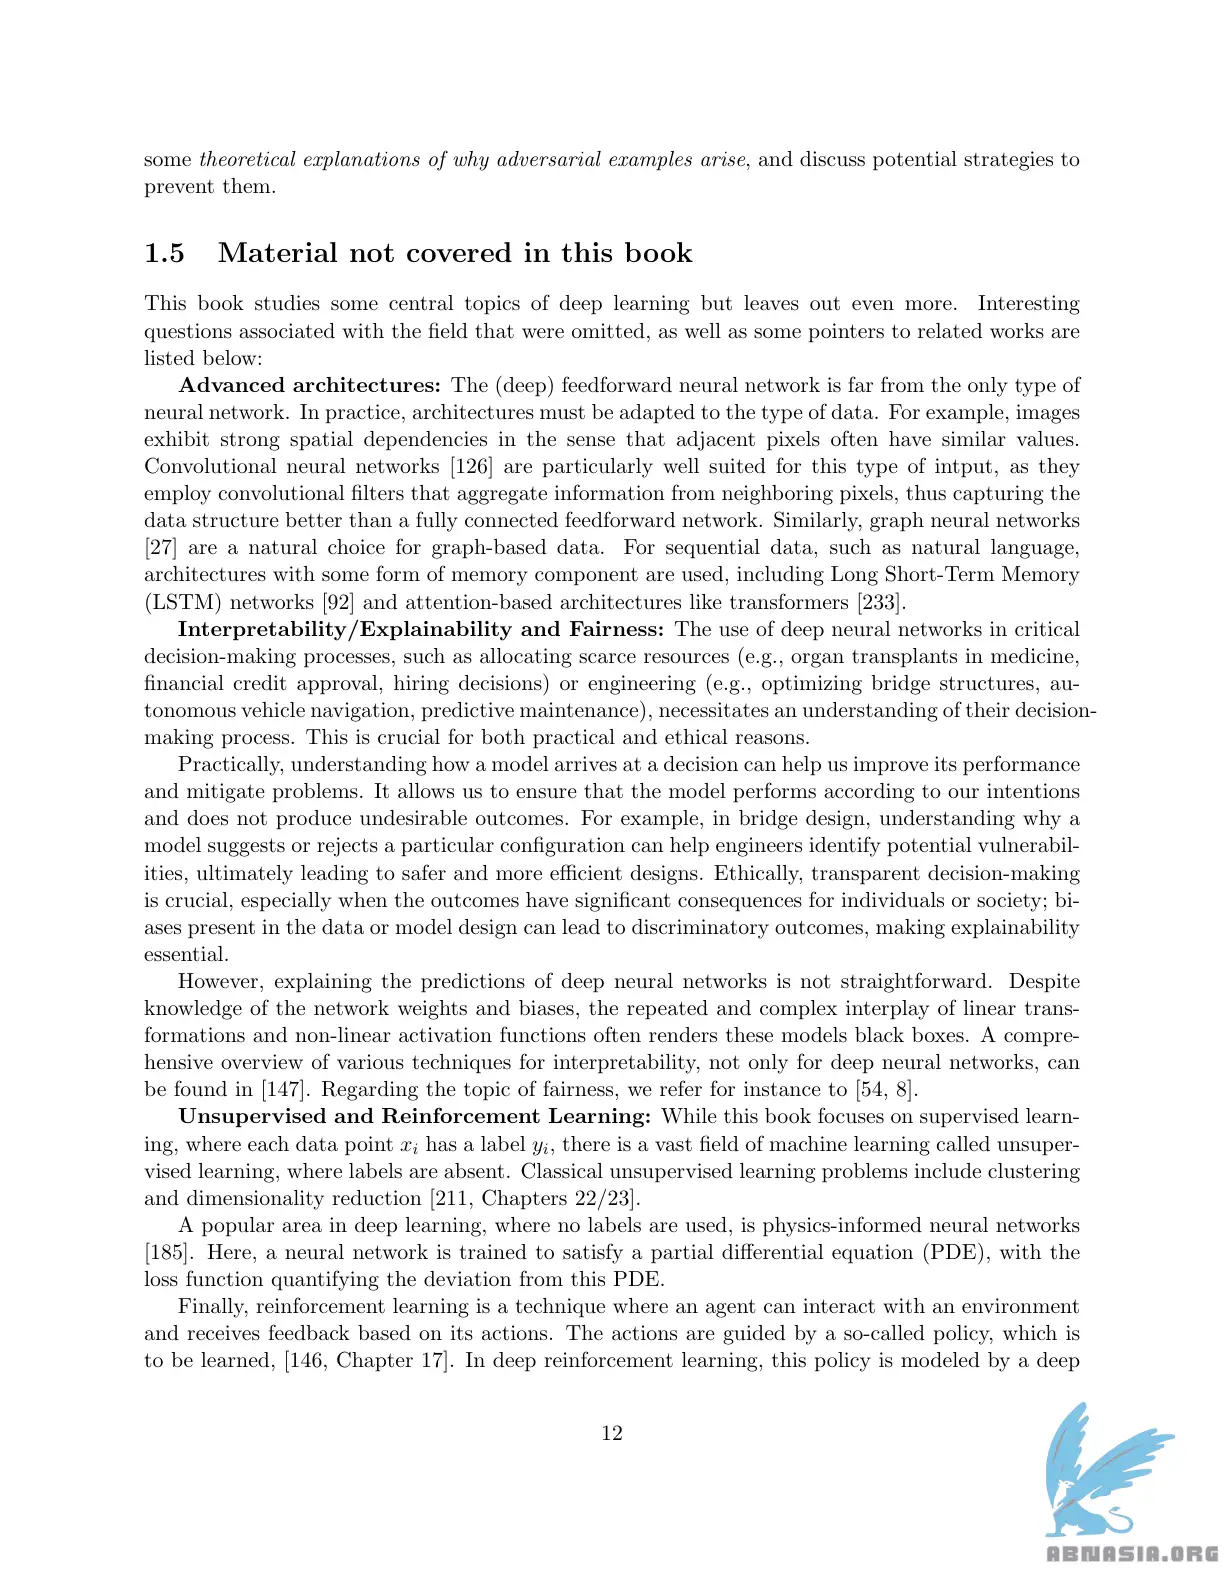 some theoretical explanations of why adversarial examples arise, and discuss potential strategies to
prevent them.
1.5 Material not covered in this book
This book studies some central topics of deep learning but leaves out even more. Interesting
questions associated with the field that were omitted, as well as some pointers to related works are
listed below:
Advanced architectures: The (deep) feedforward neural network is far from the only type of
neural network. In practice, architectures must be adapted to the type of data. For example, images
exhibit strong spatial dependencies in the sense that adjacent pixels often have similar values.
Convolutional neural networks [126] are particularly well suited for this type of intput, as they
employ convolutional filters that aggregate information from neighboring pixels, thus capturing the
data structure better than a fully connected feedforward network. Similarly, graph neural networks
[27] are a natural choice for graph-based data. For sequential data, such as natural language,
architectures with some form of memory component are used, including Long Short-Term Memory
(LSTM) networks [92] and attention-based architectures like transformers [233].
Interpretability/Explainability and Fairness: The use of deep neural networks in critical
decision-making processes, such as allocating scarce resources (e.g., organ transplants in medicine,
financial credit approval, hiring decisions) or engineering (e.g., optimizing bridge structures, au-
tonomous vehicle navigation, predictive maintenance), necessitates an understanding of their decision-
making process. This is crucial for both practical and ethical reasons.
Practically, understanding how a model arrives at a decision can help us improve its performance
and mitigate problems. It allows us to ensure that the model performs according to our intentions
and does not produce undesirable outcomes. For example, in bridge design, understanding why a
model suggests or rejects a particular configuration can help engineers identify potential vulnerabil-
ities, ultimately leading to safer and more efficient designs. Ethically, transparent decision-making
is crucial, especially when the outcomes have significant consequences for individuals or society; bi-
ases present in the data or model design can lead to discriminatory outcomes, making explainability
essential.
However, explaining the predictions of deep neural networks is not straightforward. Despite
knowledge of the network weights and biases, the repeated and complex interplay of linear trans-
formations and non-linear activation functions often renders these models black boxes. A compre-
hensive overview of various techniques for interpretability, not only for deep neural networks, can
be found in [147]. Regarding the topic of fairness, we refer for instance to [54, 8].
Unsupervised and Reinforcement Learning: While this book focuses on supervised learn-
ing, where each data point xᵢ has a label yᵢ, there is a vast field of machine learning called unsuper-
vised learning, where labels are absent. Classical unsupervised learning problems include clustering
and dimensionality reduction [211, Chapters 22/23].
A popular area in deep learning, where no labels are used, is physics-informed neural networks
[185]. Here, a neural network is trained to satisfy a partial differential equation (PDE), with the
loss function quantifying the deviation from this PDE.
Finally, reinforcement learning is a technique where an agent can interact with an environment
and receives feedback based on its actions. The actions are guided by a so-called policy, which is
to be learned, [146, Chapter 17]. In deep reinforcement learning, this policy is modeled by a deep
12
ABNASIA.ORG